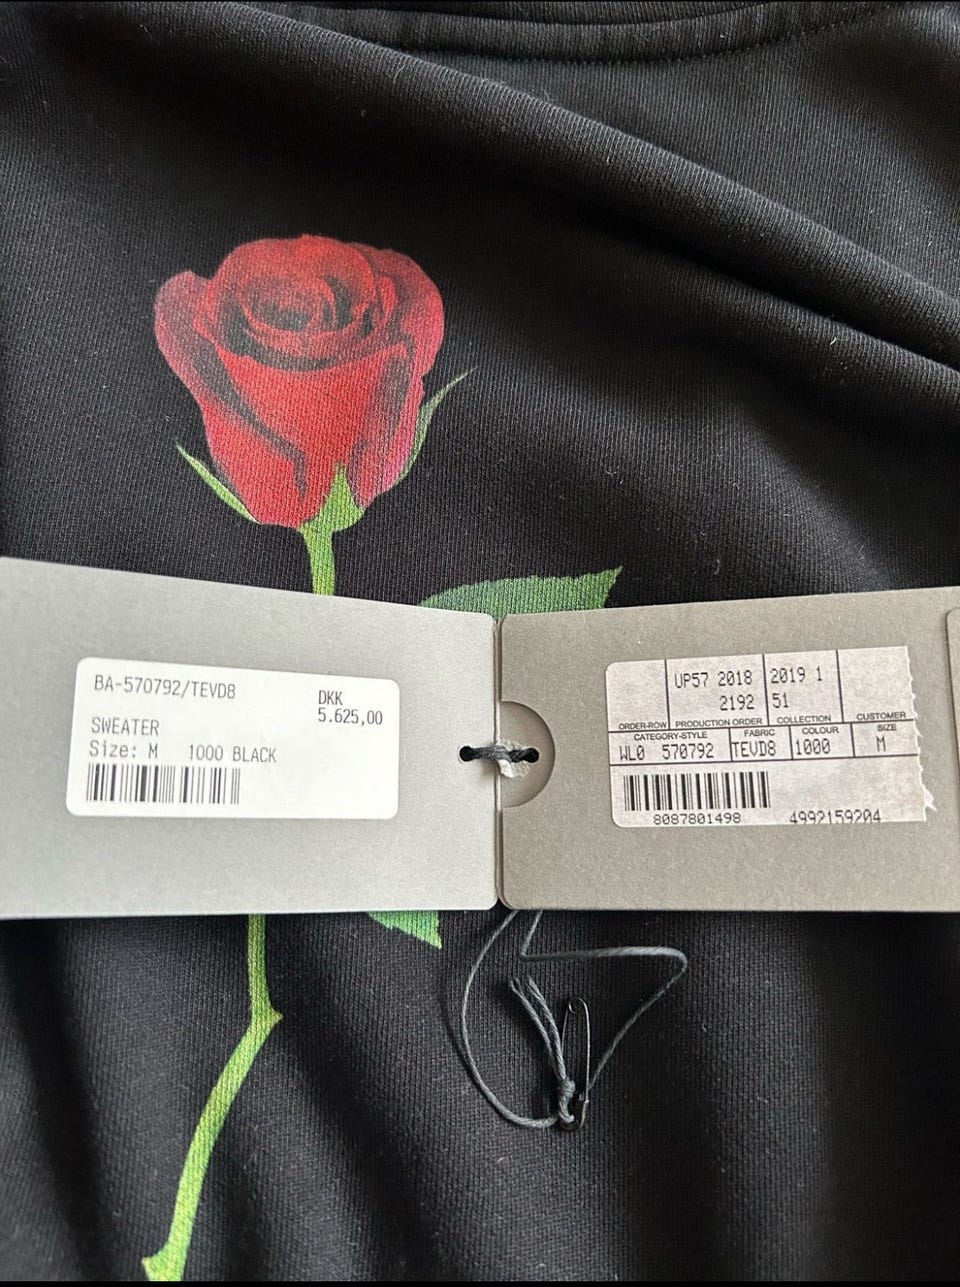 BA-570792/TEVD8
DKK
5.625,00
SWEATER
Size: M 1000 BLACK
UP57 2018 2019 1
2192 51
ORDER-ROW PRODUCTION ORDER COLLECTION CUSTOMER
CATEGORY-STYLE FABRIC COLOUR SIZE
WL0 570792 TEVD8 1000 M
8087801498 4992159204